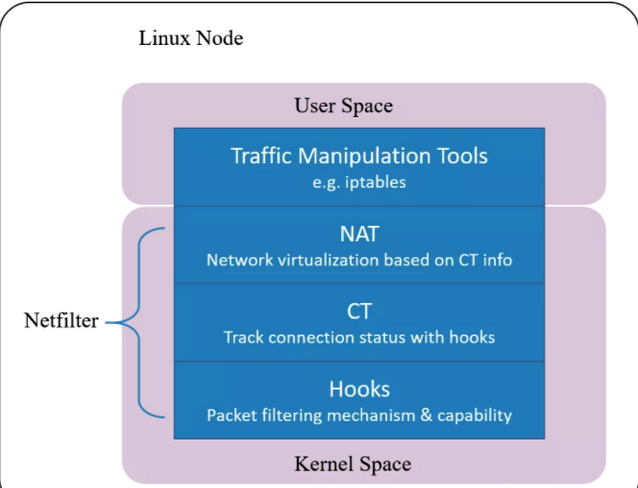 Linux Node
User Space
Traffic Manipulation Tools
e.g. iptables
NAT
Network virtualization based on CT info
Netfilter
CT
Track connection status with hooks
Hooks
Packet filtering mechanism & capability
Kernel Space